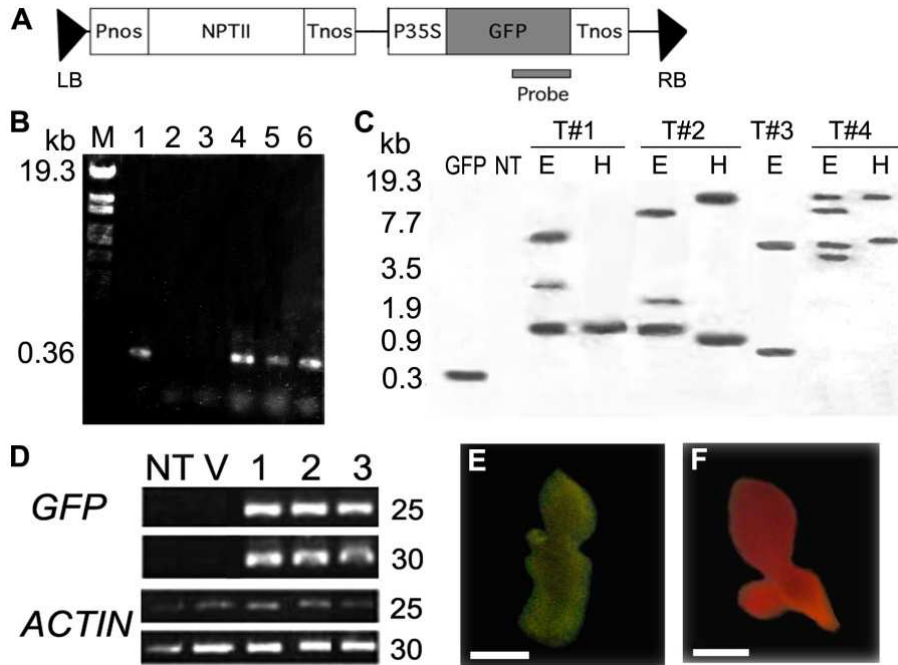 A
Pnos NPTII Tnos P35S GFP Tnos
LB RB
Probe
B
kb M 1 2 3 4 5 6
19.3
0.36
C
kb GFP NT T#1 T#2 T#3 T#4
E H E H E E H
19.3
7.7
3.5
1.9
0.9
0.3
D
NT V 1 2 3
GFP 25
30
ACTIN 25
30
E
F